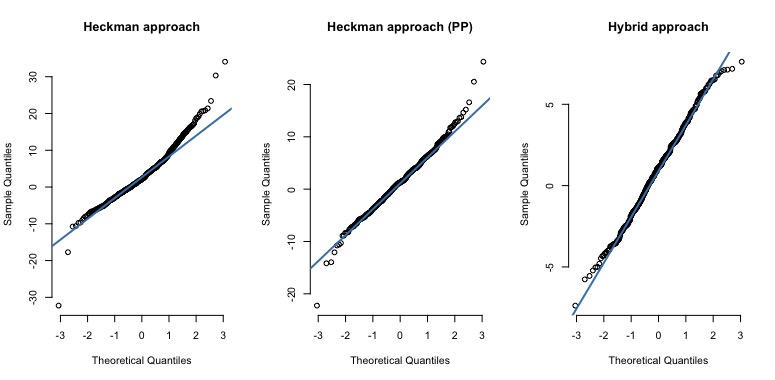 Heckman approach
Sample Quantiles
30
20
10
0
-10
-20
-30
-3 -2 -1 0 1 2 3
Theoretical Quantiles
Heckman approach (PP)
Sample Quantiles
20
10
0
-10
-20
-3 -2 -1 0 1 2 3
Theoretical Quantiles
Hybrid approach
Sample Quantiles
5
0
-5
-3 -2 -1 0 1 2 3
Theoretical Quantiles